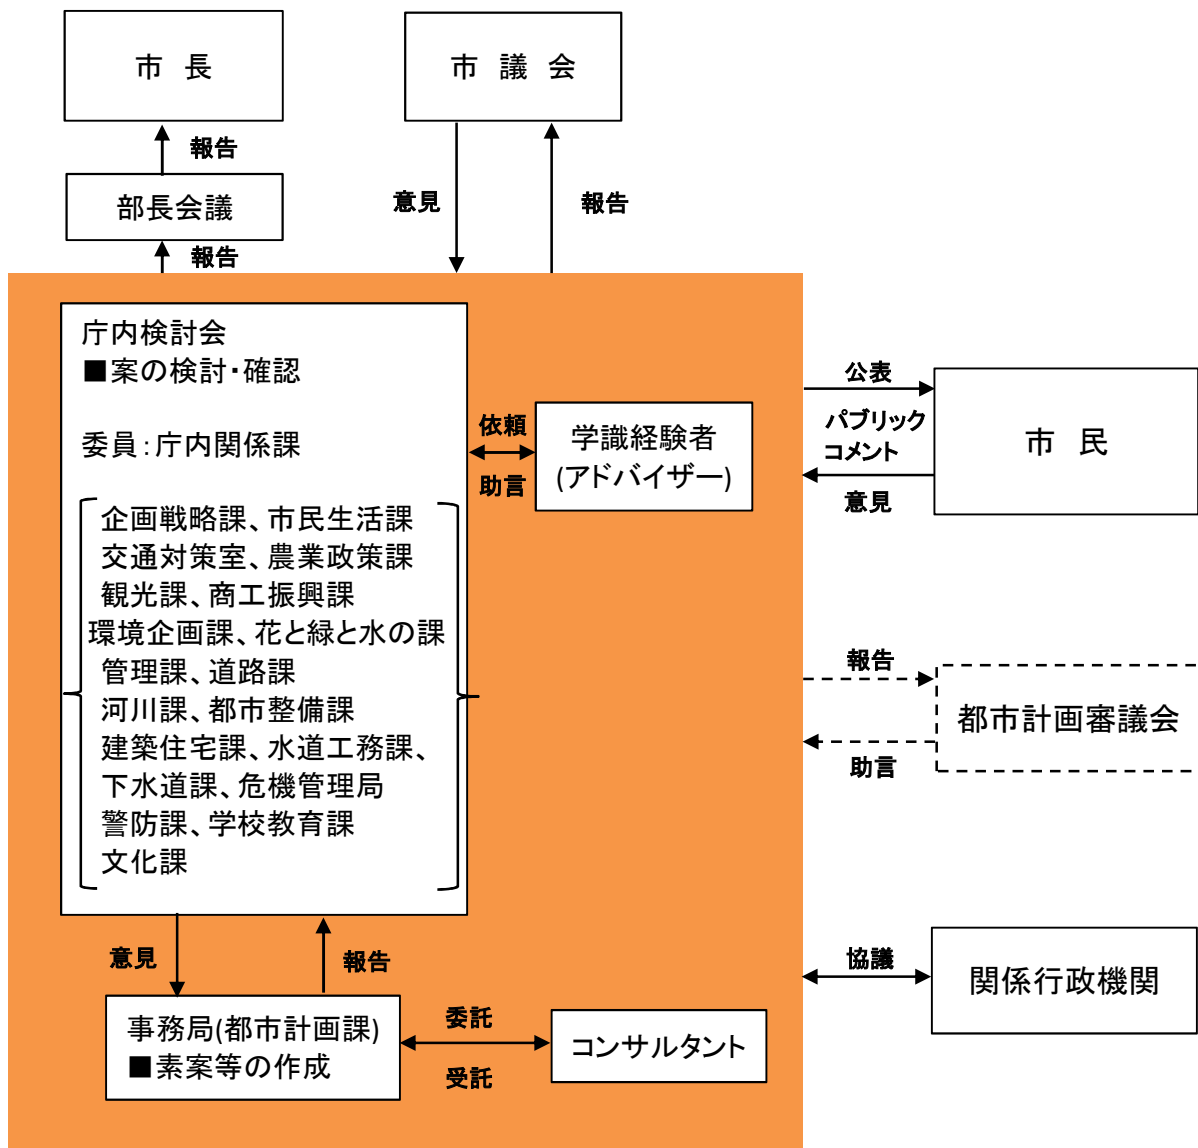 市 長
市 議 会
報告
部長会議
意見
報告
報告
庁内検討会
■案の検討・確認
委員:庁内関係課
企画戦略課、市民生活課
交通対策室、農業政策課
観光課、商工振興課
環境企画課、花と緑と水の課
管理課、道路課
河川課、都市整備課
建築住宅課、水道工務課、
下水道課、危機管理局
警防課、学校教育課
文化課
依頼
助言
学識経験者
(アドバイザー)
公表
パブリック
コメント
意見
市 民
報告
助言
都市計画審議会
意見
報告
協議
関係行政機関
事務局(都市計画課)
■素案等の作成
委託
受託
コンサルタント